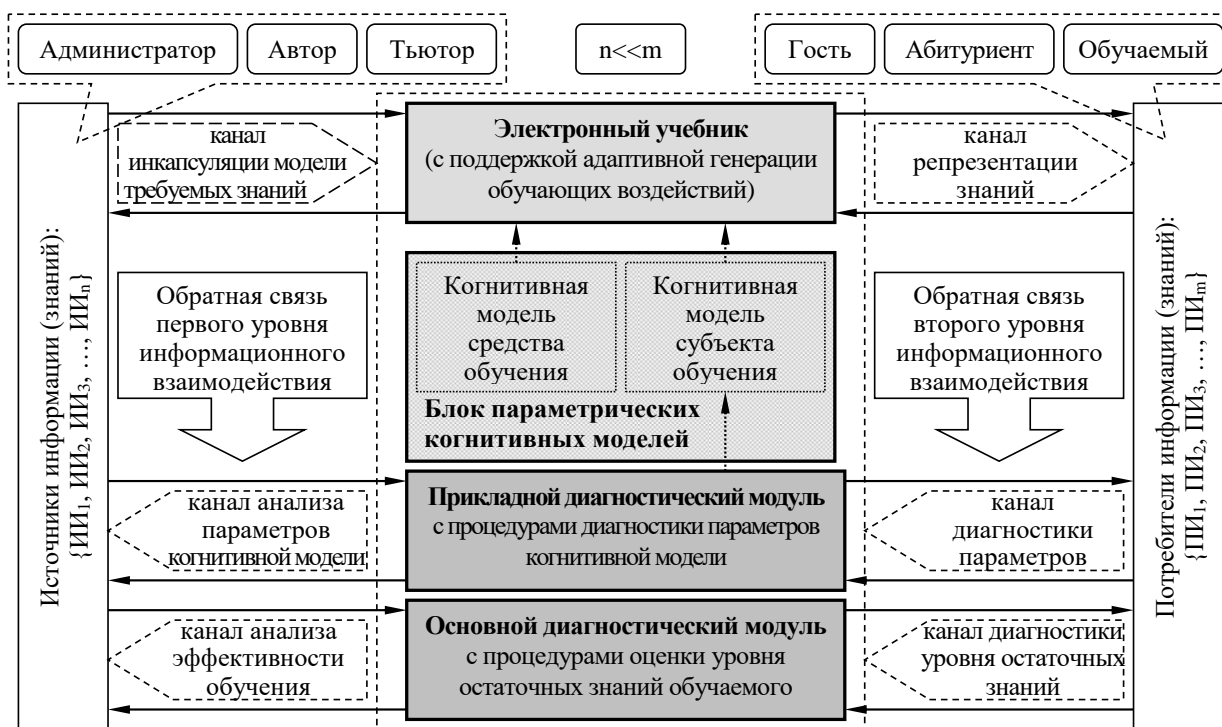 Администратор
Автор
Тьютор
n<<m
Гость
Абитуриент
Обучаемый
Источники информации (знаний):
{ИИ₁, ИИ₂, ИИ₃, …, ИИₙ}
канал
инкапсуляции модели
требуемых знаний
Электронный учебник
(с поддержкой адаптивной генерации
обучающих воздействий)
канал
репрезентации
знаний
Потребители информации (знаний):
{ПИ₁, ПИ₂, ПИ₃, …, ПИₘ}
Обратная связь
первого уровня
информационного
взаимодействия
Когнитивная
модель
средства
обучения
Когнитивная
модель
субъекта
обучения
Блок параметрических
когнитивных моделей
Обратная связь
второго уровня
информационного
взаимодействия
канал анализа
параметров
когнитивной модели
Прикладной диагностический модуль
с процедурами диагностики параметров
когнитивной модели
канал
диагностики
параметров
канал анализа
эффективности
обучения
Основной диагностический модуль
с процедурами оценки уровня
остаточных знаний обучаемого
канал диагностики
уровня остаточных
знаний